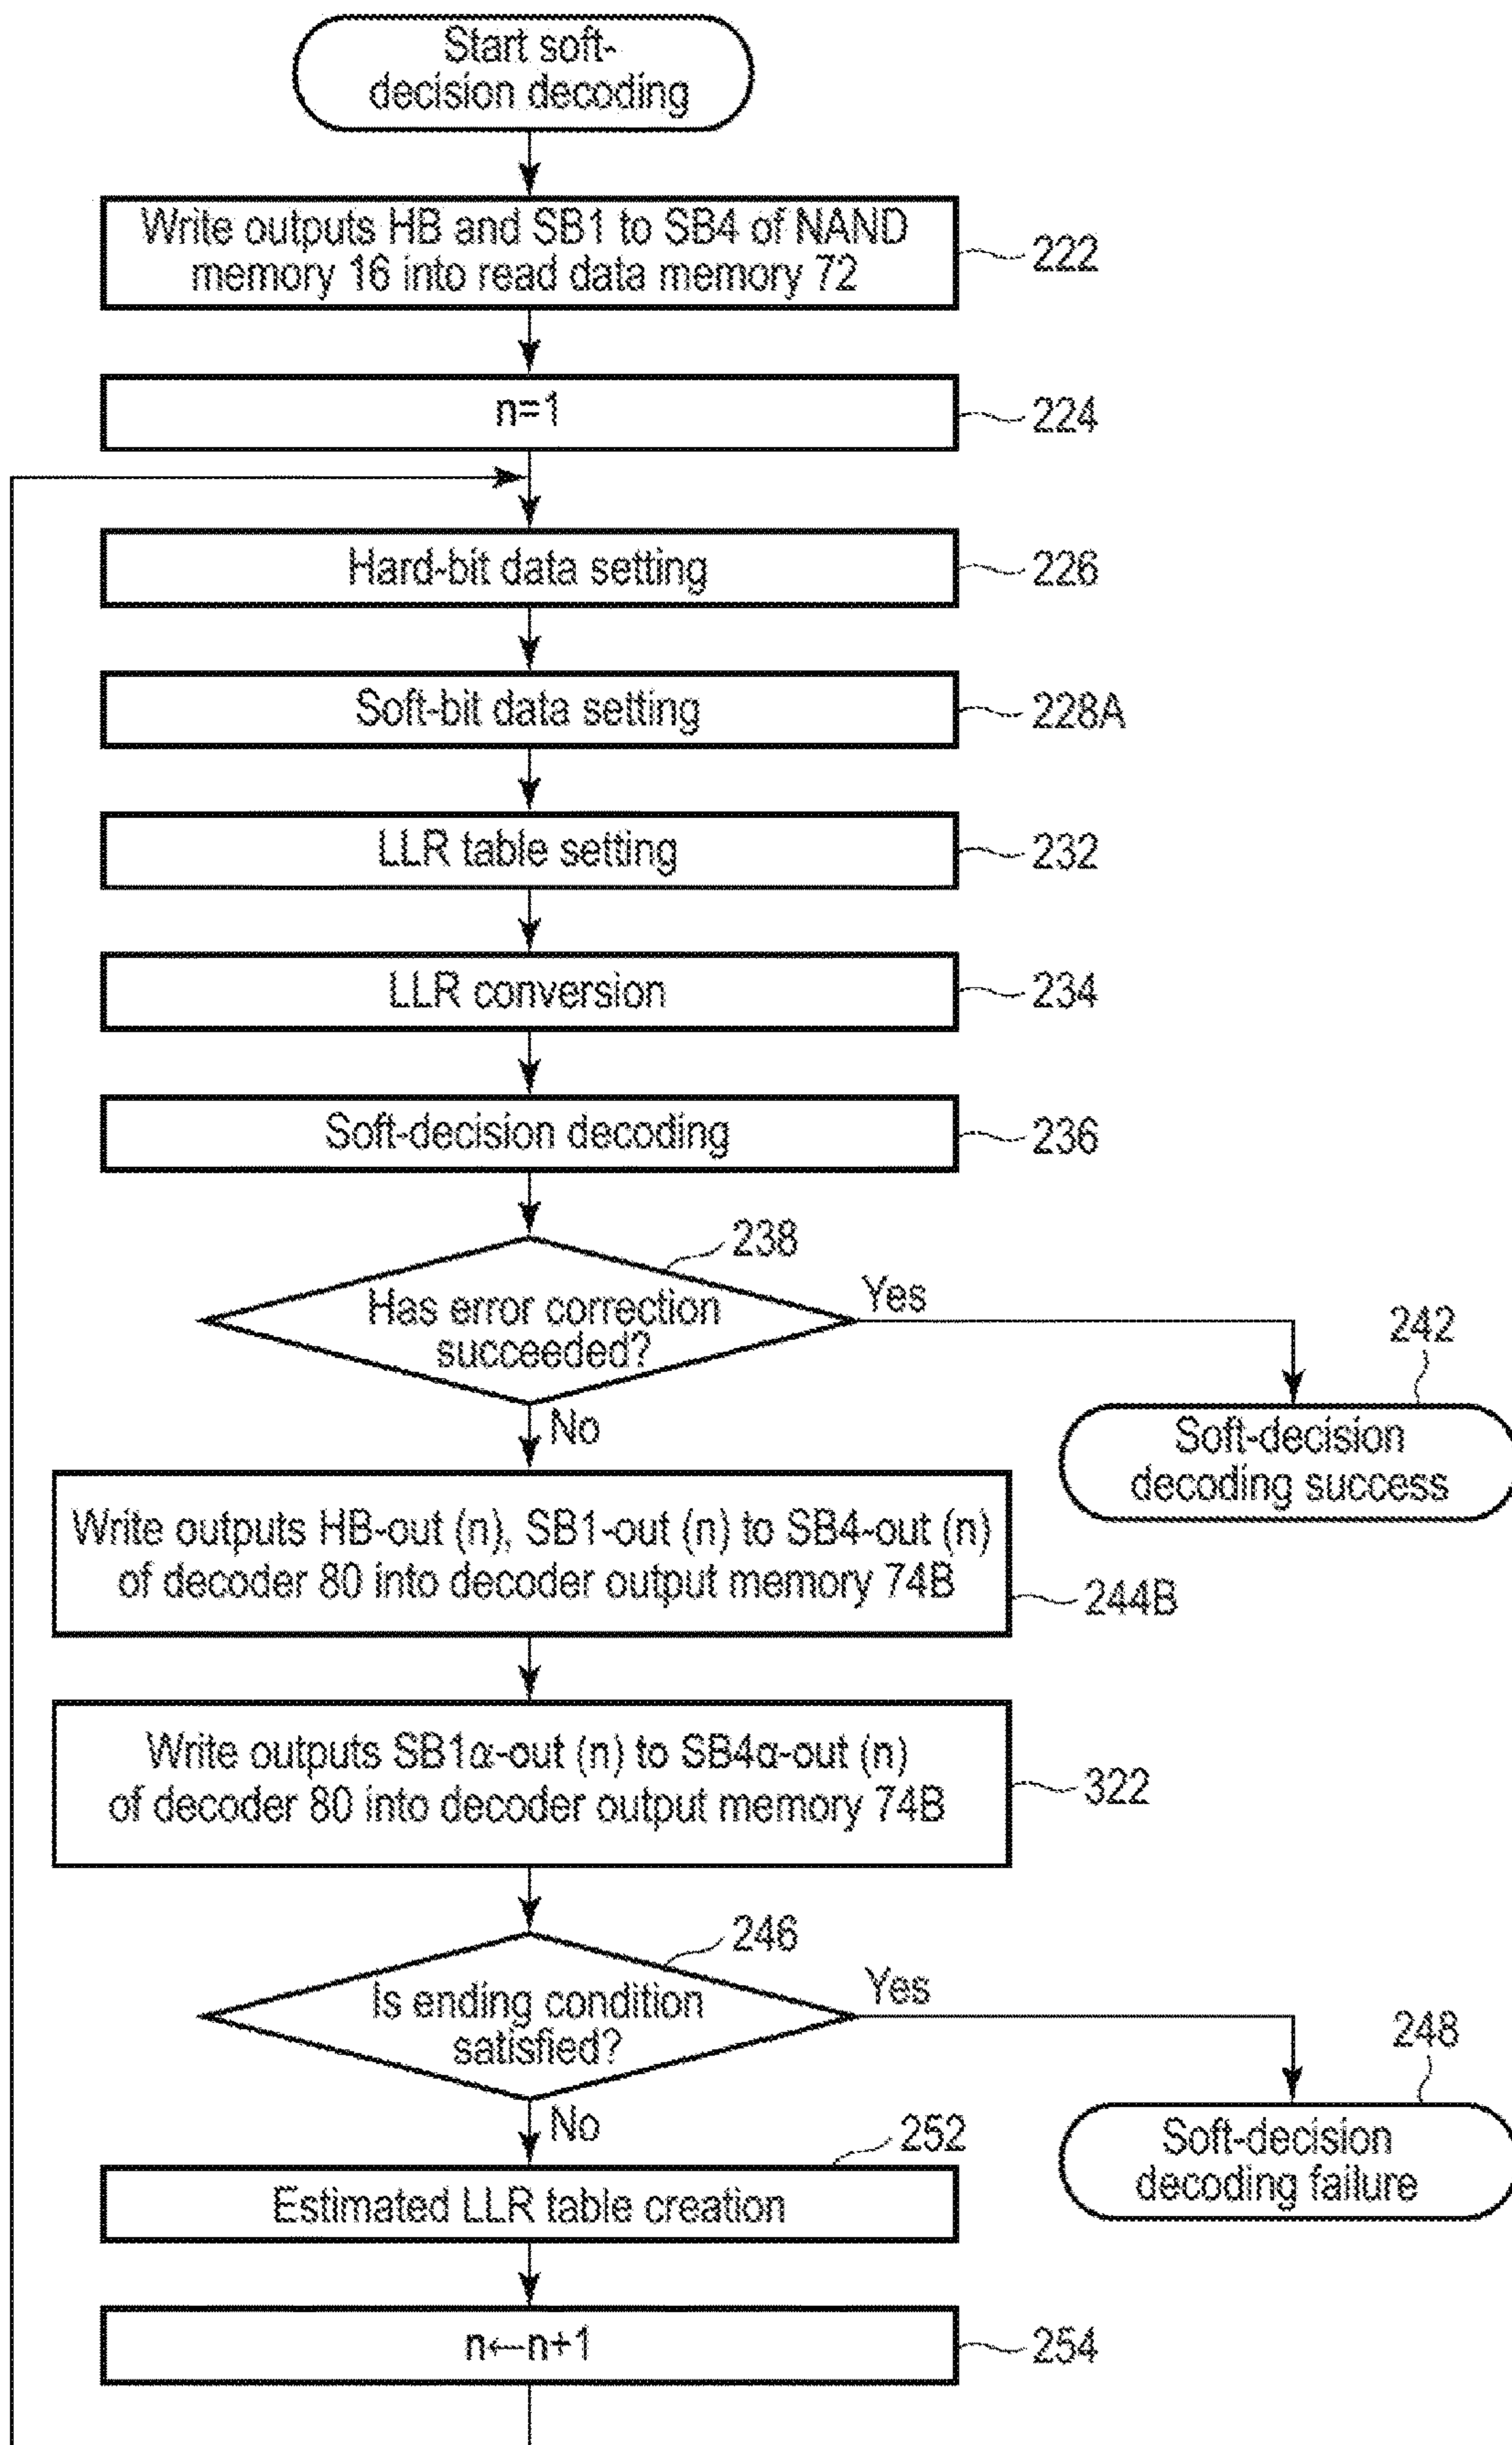 Start soft-
decision decoding
Write outputs HB and SB1 to SB4 of NAND
memory 16 into read data memory 72
222
n=1
224
Hard-bit data setting
226
Soft-bit data setting
228A
LLR table setting
232
LLR conversion
234
Soft-decision decoding
236
238
Has error correction
succeeded?
Yes
242
Soft-decision
decoding success
No
Write outputs HB-out (n), SB1-out (n) to SB4-out (n)
of decoder 80 into decoder output memory 74B
244B
Write outputs SB1α-out (n) to SB4α-out (n)
of decoder 80 into decoder output memory 74B
322
246
Is ending condition
satisfied?
Yes
248
Soft-decision
decoding failure
No
252
Estimated LLR table creation
n←n+1
254